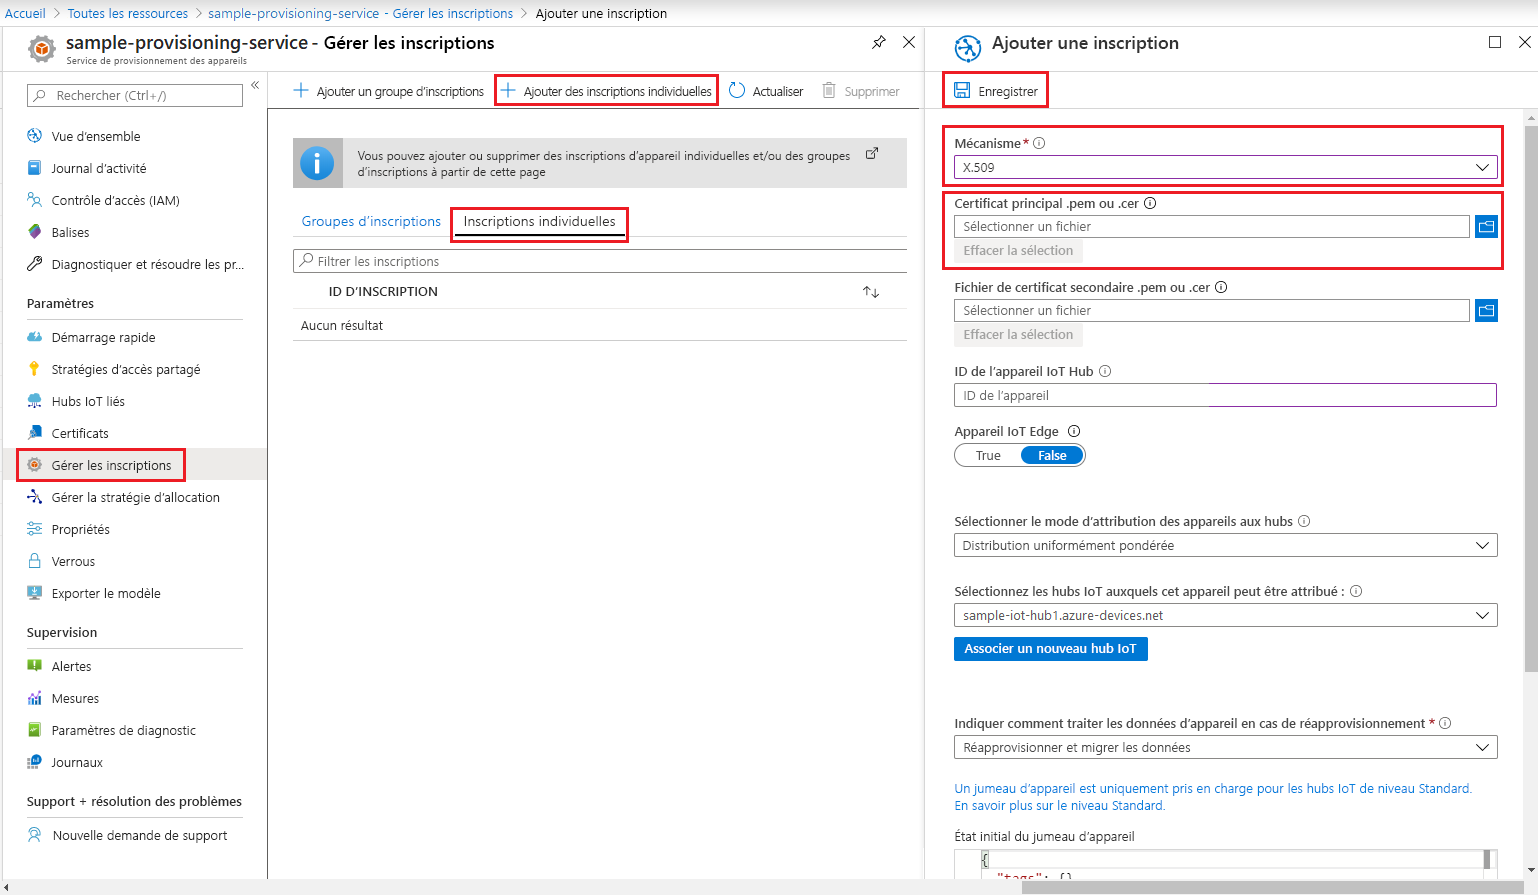 Accueil > Toutes les ressources > sample-provisioning-service - Gérer les inscriptions > Ajouter une inscription
sample-provisioning-service - Gérer les inscriptions
Service de provisionnement des appareils
Rechercher (Ctrl+/)
Vue d'ensemble
Journal d'activité
Contrôle d'accès (IAM)
Balises
Diagnostiquer et résoudre les pr...
Paramètres
Démarrage rapide
Stratégies d'accès partagé
Hubs IoT liés
Certificats
Gérer les inscriptions
Gérer la stratégie d'allocation
Propriétés
Verrous
Exporter le modèle
Supervision
Alertes
Mesures
Paramètres de diagnostic
Journaux
Support + résolution des problèmes
Nouvelle demande de support
Ajouter un groupe d'inscriptions
Ajouter des inscriptions individuelles
Actualiser
Supprimer
Vous pouvez ajouter ou supprimer des inscriptions d'appareil individuelles et/ou des groupes
d'inscriptions à partir de cette page
Groupes d'inscriptions
Inscriptions individuelles
Filtrer les inscriptions
ID D'INSCRIPTION
Aucun résultat
Ajouter une inscription
Enregistrer
Mécanisme *
X.509
Certificat principal .pem ou .cer
Sélectionner un fichier
Effacer la sélection
Fichier de certificat secondaire .pem ou .cer
Sélectionner un fichier
Effacer la sélection
ID de l'appareil IoT Hub
ID de l'appareil
Appareil IoT Edge
True False
Sélectionner le mode d'attribution des appareils aux hubs
Distribution uniformément pondérée
Sélectionnez les hubs IoT auxquels cet appareil peut être attribué :
sample-iot-hub1.azure-devices.net
Associer un nouveau hub IoT
Indiquer comment traiter les données d'appareil en cas de réapprovisionnement *
Réapprovisionner et migrer les données
Un jumeau d'appareil est uniquement pris en charge pour les hubs IoT de niveau Standard.
En savoir plus sur le niveau Standard.
État initial du jumeau d'appareil
{
"tags": {}